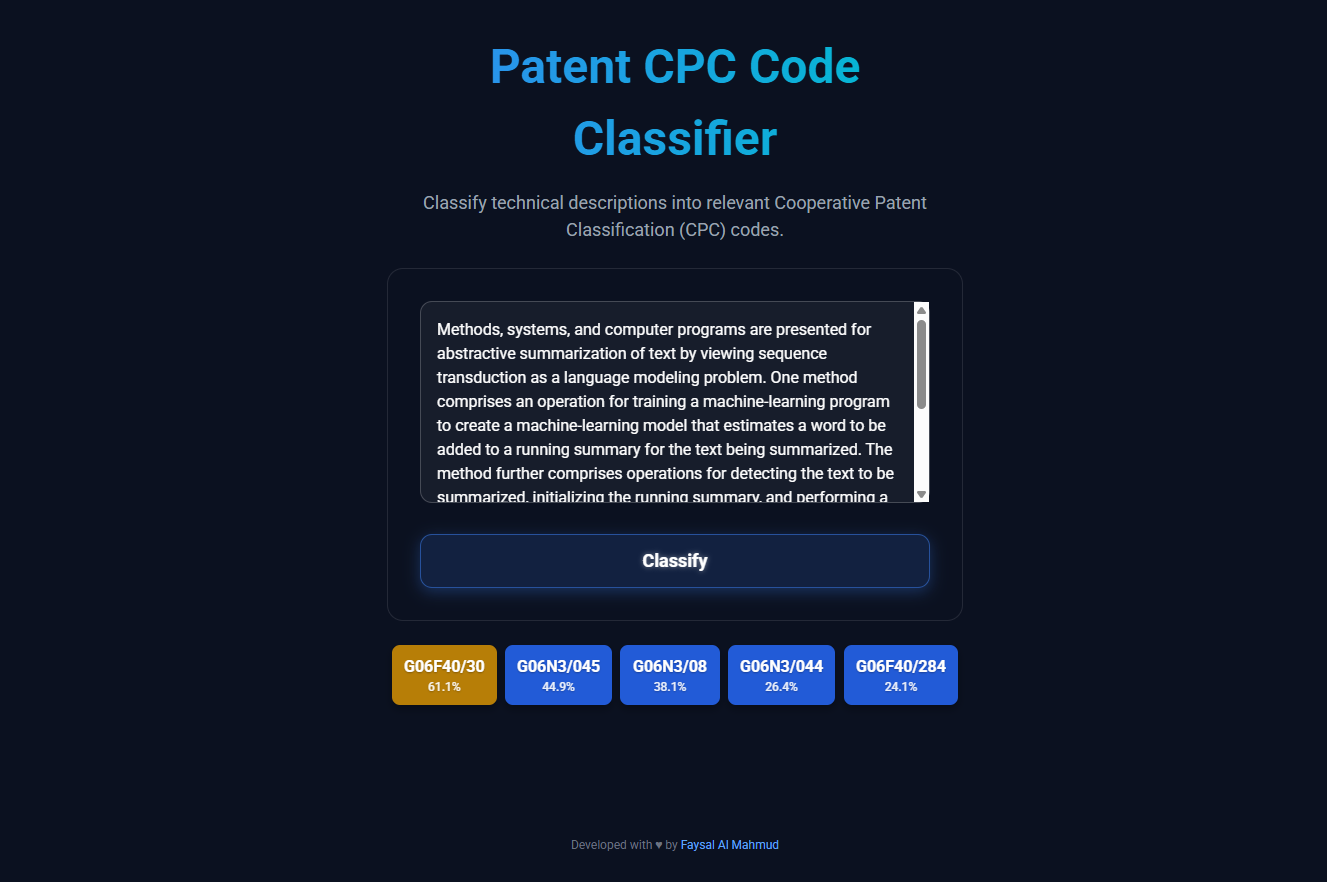 Patent CPC Code
Classifier
Classify technical descriptions into relevant Cooperative Patent
Classification (CPC) codes.
Methods, systems, and computer programs are presented for
abstractive summarization of text by viewing sequence
transduction as a language modeling problem. One method
comprises an operation for training a machine-learning program
to create a machine-learning model that estimates a word to be
added to a running summary for the text being summarized. The
method further comprises operations for detecting the text to be
summarized, initializing the running summary, and performing a
Classify
G06F40/30 G06N3/045 G06N3/08 G06N3/044 G06F40/284
61.1% 44.9% 38.1% 26.4% 24.1%
Developed with ♥ by Faysal Al Mahmud